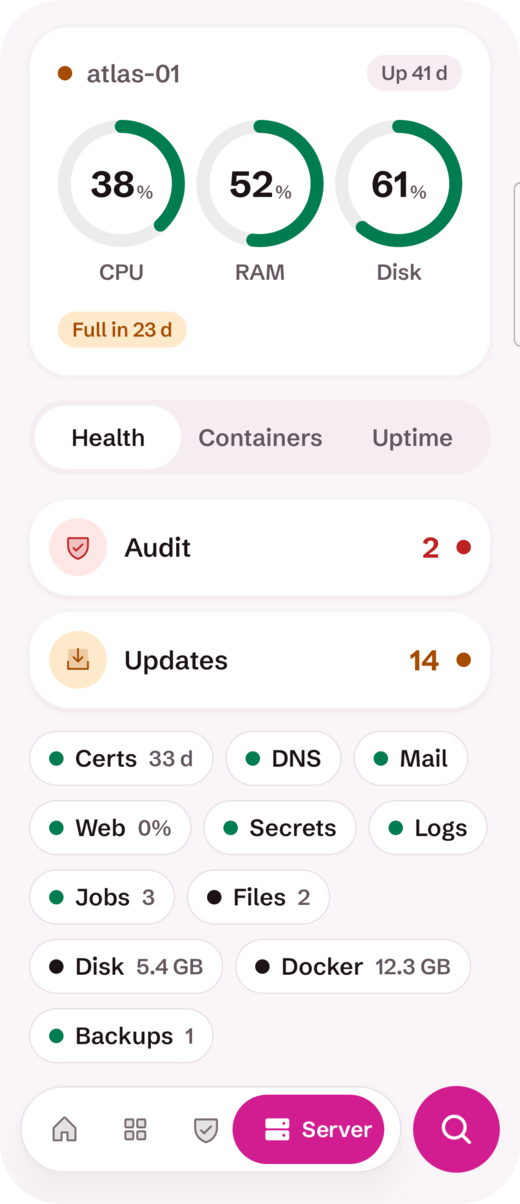 atlas-01 Up 41 d
38% 52% 61%
CPU RAM Disk
Full in 23 d
Health Containers Uptime
Audit 2
Updates 14
Certs 33 d DNS Mail
Web 0% Secrets Logs
Jobs 3 Files 2
Disk 5.4 GB Docker 12.3 GB
Backups 1
Server